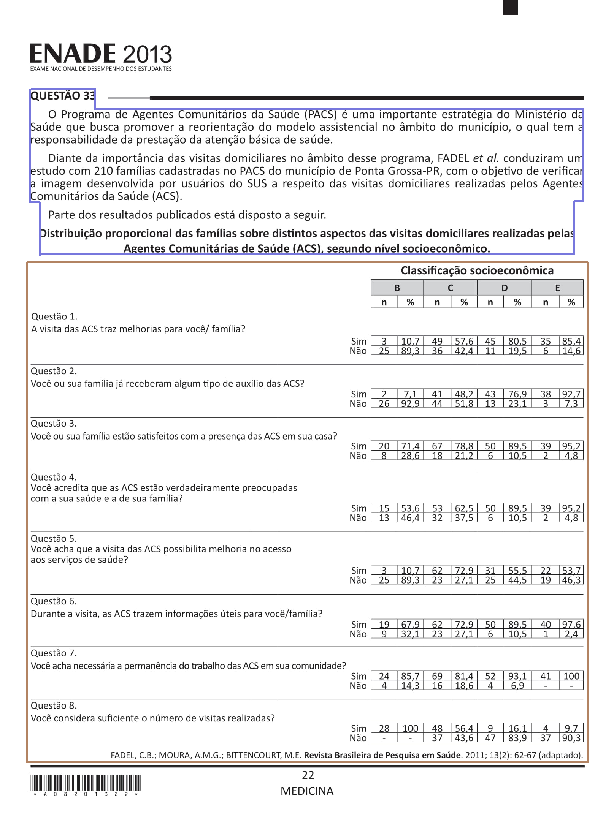 ENADE 2013
EXAME NACIONAL DE DESEMPENHO DOS ESTUDANTES
QUESTÃO 33
O Programa de Agentes Comunitários da Saúde (PACS) é uma importante estratégia do Ministério da
Saúde que busca promover a reorientação do modelo assistencial no âmbito do município, o qual tem a
responsabilidade da prestação da atenção básica de saúde.
Diante da importância das visitas domiciliares no âmbito desse programa, FADEL et al. conduziram um
estudo com 210 famílias cadastradas no PACS do município de Ponta Grossa-PR, com o objetivo de verificar
a imagem desenvolvida por usuários do SUS a respeito das visitas domiciliares realizadas pelos Agentes
Comunitários da Saúde (ACS).
Parte dos resultados publicados está disposto a seguir.
Distribuição proporcional das famílias sobre distintos aspectos das visitas domiciliares realizadas pelas
Agentes Comunitárias de Saúde (ACS), segundo nível socioeconômico.
Classificação socioeconômica
B C D E
n % n % n % n %
Questão 1.
A visita das ACS traz melhorias para você/ família?
Sim 3 10,7 49 57,6 45 80,5 35 85,4
Não 25 89,3 36 42,4 11 19,5 6 14,6
Questão 2.
Você ou sua família já receberam algum tipo de auxílio das ACS?
Sim 2 7,1 41 48,2 43 76,9 38 92,7
Não 26 92,9 44 51,8 13 23,1 3 7,3
Questão 3.
Você ou sua família estão satisfeitos com a presença das ACS em sua casa?
Sim 20 71,4 67 78,8 50 89,5 39 95,2
Não 8 28,6 18 21,2 6 10,5 2 4,8
Questão 4.
Você acredita que as ACS estão verdadeiramente preocupadas
com a sua saúde e a de sua família?
Sim 15 53,6 53 62,5 50 89,5 39 95,2
Não 13 46,4 32 37,5 6 10,5 2 4,8
Questão 5.
Você acha que a visita das ACS possibilita melhoria no acesso
aos serviços de saúde?
Sim 3 10,7 62 72,9 31 55,5 22 53,7
Não 25 89,3 23 27,1 25 44,5 19 46,3
Questão 6.
Durante a visita, as ACS trazem informações úteis para você/família?
Sim 19 67,9 62 72,9 50 89,5 40 97,6
Não 9 32,1 23 27,1 6 10,5 1 2,4
Questão 7.
Você acha necessária a permanência do trabalho das ACS em sua comunidade?
Sim 24 85,7 69 81,4 52 93,1 41 100
Não 4 14,3 16 18,6 4 6,9 - -
Questão 8.
Você considera suficiente o número de visitas realizadas?
Sim 28 100 48 56,4 9 16,1 4 9,7
Não - - 37 43,6 47 83,9 37 90,3
FADEL, C.B.; MOURA, A.M.G.; BITTENCOURT, M.E. Revista Brasileira de Pesquisa em Saúde. 2011; 13(2): 62-67 (adaptado).
22
MEDICINA
* A 0 8 2 0 1 3 2 2 *